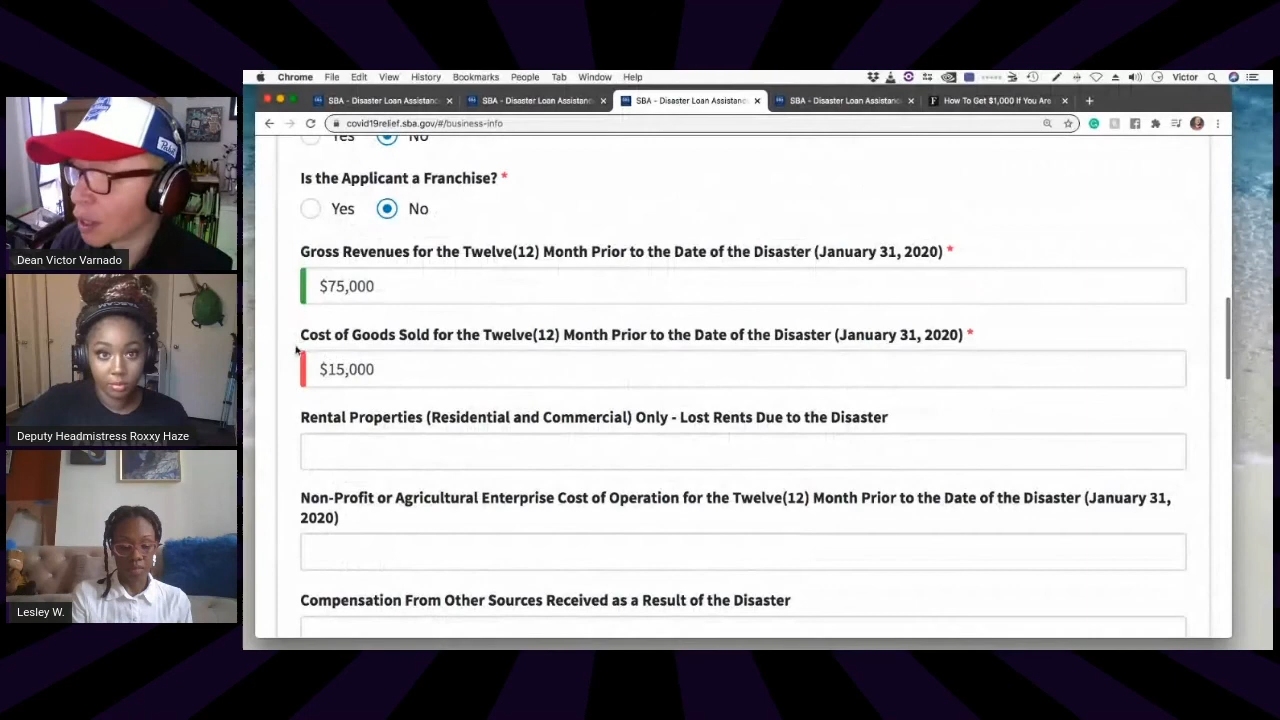 Chrome File Edit View History Bookmarks People Tab Window Help Victor
SBA - Disaster Loan Assistanc
SBA - Disaster Loan Assistanc
SBA - Disaster Loan Assistanc
SBA - Disaster Loan Assistanc
How To Get $1,000 If You Are
covid19relief.sba.gov/#/business-info
Yes No
Is the Applicant a Franchise? *
Yes No
Gross Revenues for the Twelve(12) Month Prior to the Date of the Disaster (January 31, 2020) *
$75,000
Cost of Goods Sold for the Twelve(12) Month Prior to the Date of the Disaster (January 31, 2020) *
$15,000
Rental Properties (Residential and Commercial) Only - Lost Rents Due to the Disaster
Non-Profit or Agricultural Enterprise Cost of Operation for the Twelve(12) Month Prior to the Date of the Disaster (January 31,
2020)
Compensation From Other Sources Received as a Result of the Disaster
Dean Victor Varnado
Deputy Headmistress Roxxy Haze
Lesley W.